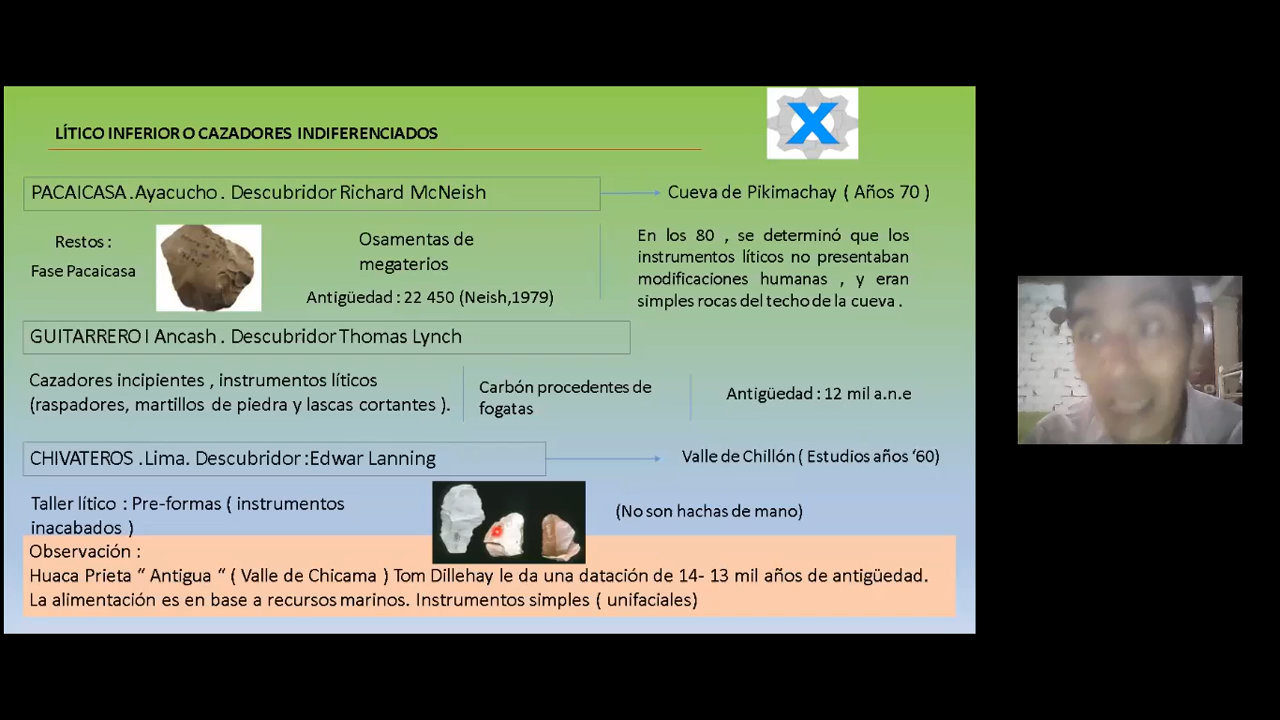 LÍTICO INFERIOR O CAZADORES INDIFERENCIADOS
X
PACAICASA .Ayacucho . Descubridor Richard McNeish
Cueva de Pikimachay ( Años 70 )
Restos :
Fase Pacaicasa
Osamentas de
megaterios
Antigüedad : 22 450 (Neish,1979)
En los 80 , se determinó que los
instrumentos líticos no presentaban
modificaciones humanas , y eran
simples rocas del techo de la cueva .
GUITARRERO I Ancash . Descubridor Thomas Lynch
Cazadores incipientes , instrumentos líticos
(raspadores, martillos de piedra y lascas cortantes ).
Carbón procedentes de
fogatas
Antigüedad : 12 mil a.n.e
CHIVATEROS .Lima. Descubridor :Edwar Lanning
Valle de Chillón ( Estudios años ‘60)
Taller lítico : Pre-formas ( instrumentos
inacabados )
(No son hachas de mano)
Observación :
Huaca Prieta “ Antigua “ ( Valle de Chicama ) Tom Dillehay le da una datación de 14- 13 mil años de antigüedad.
La alimentación es en base a recursos marinos. Instrumentos simples ( unifaciales)